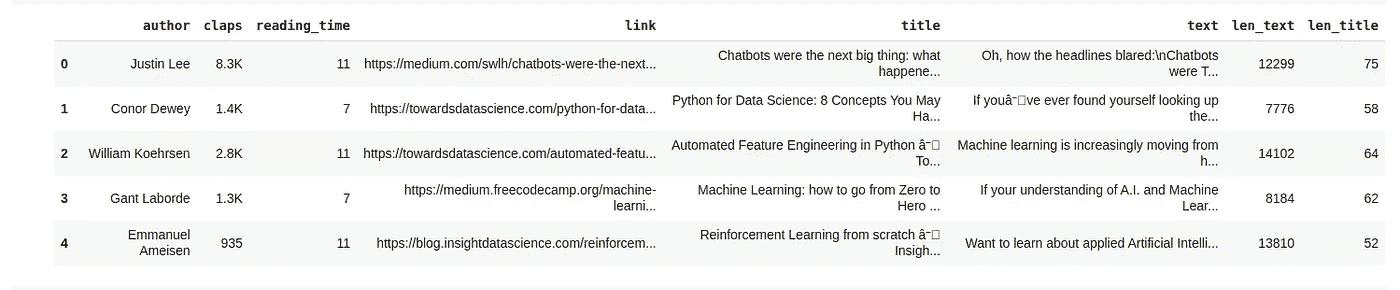 author claps reading_time link title text len_text len_title
0 Justin Lee 8.3K 11 https://medium.com/swlh/chatbots-were-the-next... Chatbots were the next big thing: what happene... Oh, how the headlines blared:\nChatbots were T... 12299 75
1 Conor Dewey 1.4K 7 https://towardsdatascience.com/python-for-data... Python for Data Science: 8 Concepts You May Ha... If youâ€□ve ever found yourself looking up the... 7776 58
2 William Koehrsen 2.8K 11 https://towardsdatascience.com/automated-featu... Automated Feature Engineering in Python â€□ To... Machine learning is increasingly moving from h... 14102 64
3 Gant Laborde 1.3K 7 https://medium.freecodecamp.org/machine-learni... Machine Learning: how to go from Zero to Hero ... If your understanding of A.I. and Machine Lear... 8184 62
4 Emmanuel Ameisen 935 11 https://blog.insightdatascience.com/reinforcem... Reinforcement Learning from scratch â€□ Insigh... Want to learn about applied Artificial Intelli... 13810 52